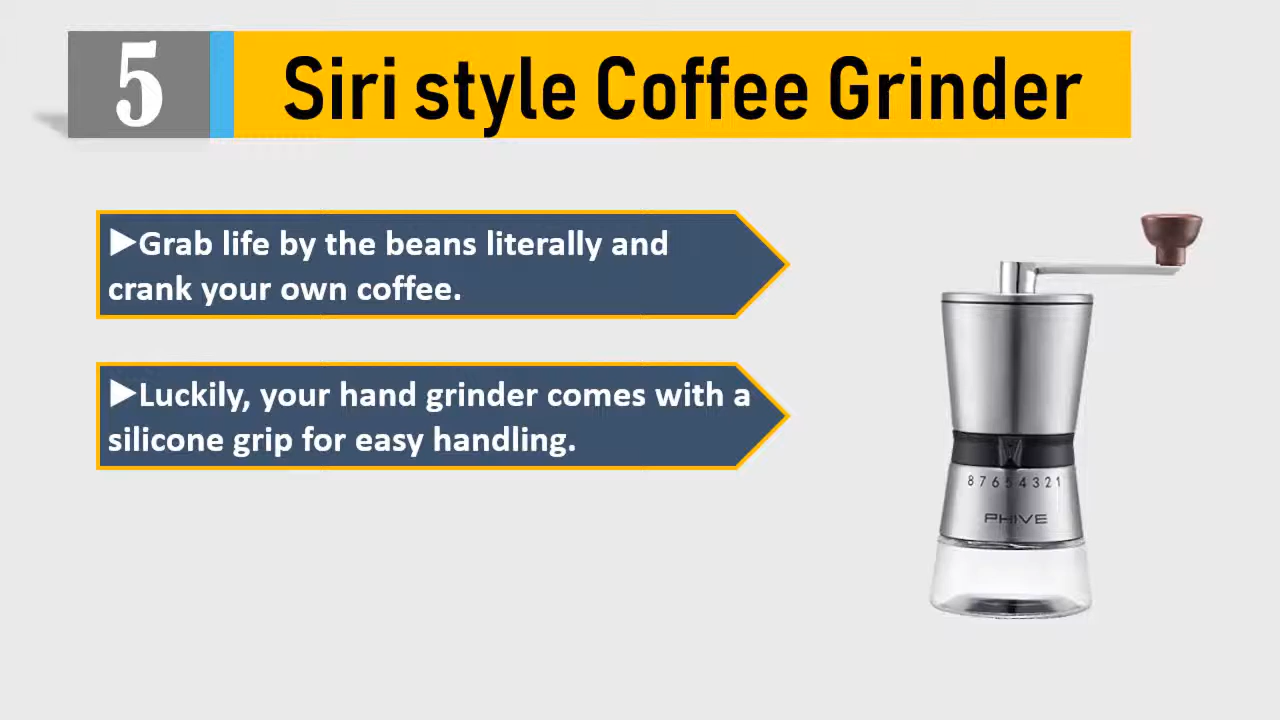 5
Siri style Coffee Grinder
▶Grab life by the beans literally and
crank your own coffee.
▶Luckily, your hand grinder comes with a
silicone grip for easy handling.
8 7 6 5 4 3 2 1
PHIVE